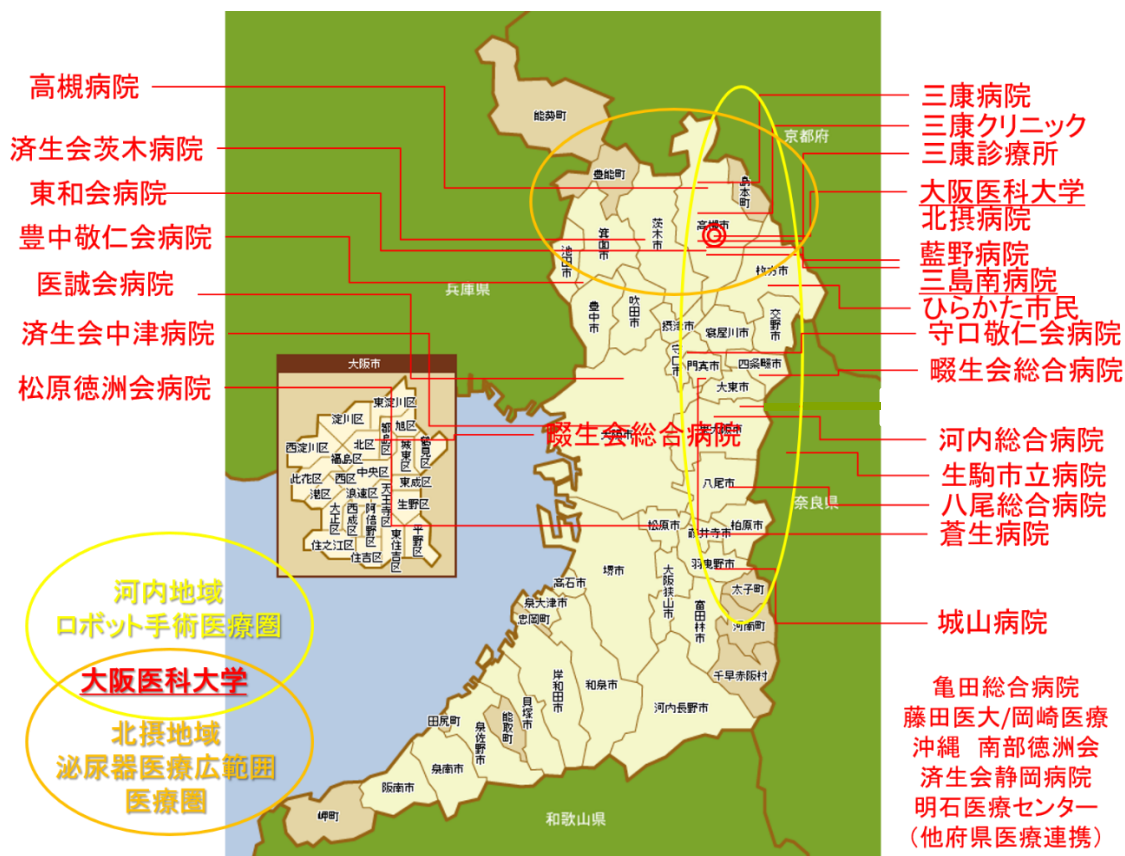 高槻病院
済生会茨木病院
東和会病院
豊中敬仁会病院
医誠会病院
済生会中津病院
松原徳洲会病院
三康病院
三康クリニック
三康診療所
大阪医科大学
北摂病院
藍野病院
三島南病院
ひらかた市民
守口敬仁会病院
畷生会総合病院
河内総合病院
生駒市立病院
八尾総合病院
蒼生病院
城山病院
亀田総合病院
藤田医大/岡崎医療
沖縄 南部徳洲会
済生会静岡病院
明石医療センター
(他府県医療連携)
京都府
兵庫県
奈良県
和歌山県
能勢町
豊能町
島本町
高槻市
茨木市
箕面市
池田市
枚方市
豊中市
吹田市
摂津市
寝屋川市
交野市
守口市
門真市
四条畷市
大東市
大阪市
畷生会総合病院
東大阪市
八尾市
松原市
藤井寺市
柏原市
羽曳野市
太子町
堺市
大阪狭山市
富田林市
河南町
高石市
泉大津市
忠岡町
千早赤阪村
和泉市
岸和田市
河内長野市
貝塚市
熊取町
田尻町
泉佐野市
泉南市
阪南市
岬町
大阪市
東淀川区
淀川区
旭区
都島区
鶴見区
西淀川区
北区
城東区
福島区
中央区
此花区
西区
東成区
港区
浪速区
天王寺区
生野区
大正区
西成区
阿倍野区
平野区
住之江区
東住吉区
住吉区
河内地域
ロボット手術医療圏
大阪医科大学
北摂地域
泌尿器医療広範囲
医療圏